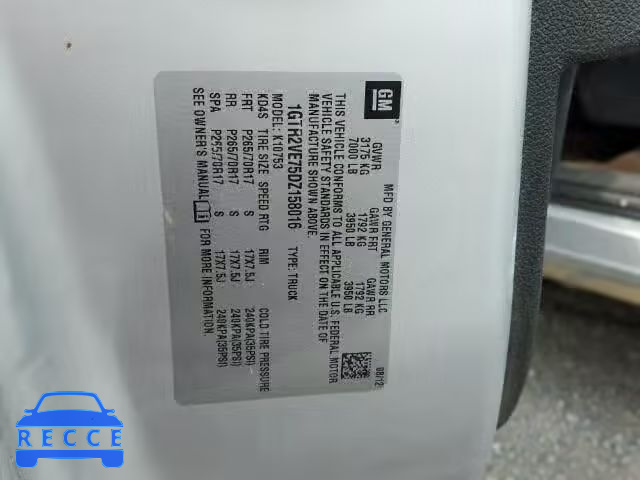 GM
MFD BY GENERAL MOTORS LLC 08/12
GVWR GAWR FRT GAWR RR
3175 KG 1792 KG 1792 KG
7000 LB 3950 LB 3950 LB
THIS VEHICLE CONFORMS TO ALL APPLICABLE U.S. FEDERAL MOTOR
VEHICLE SAFETY STANDARDS IN EFFECT ON THE DATE OF
MANUFACTURE SHOWN ABOVE.
1GTR2VE75DZ158016 TYPE: TRUCK
MODEL: K10753
KD4S TIRE SIZE SPEED RTG RIM COLD TIRE PRESSURE
FRT P265/70R17 S 17X7.5J 240KPA(35PSI)
RR P265/70R17 S 17X7.5J 240KPA(35PSI)
SPA P265/70R17 S 17X7.5J 240KPA(35PSI)
SEE OWNER'S MANUAL FOR MORE INFORMATION.
RECCE